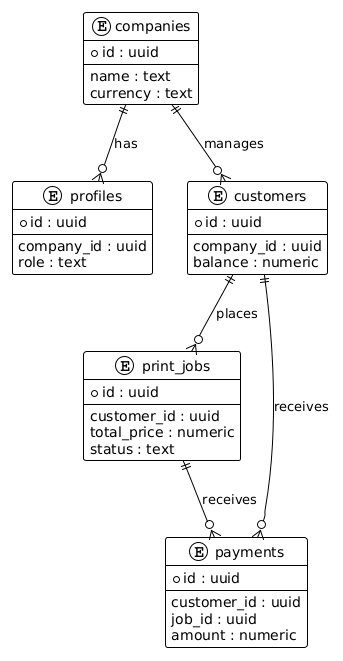 E companies
id : uuid
name : text
currency : text
has
manages
E profiles
id : uuid
company_id : uuid
role : text
E customers
id : uuid
company_id : uuid
balance : numeric
places
E print_jobs
id : uuid
customer_id : uuid
total_price : numeric
status : text
receives
receives
E payments
id : uuid
customer_id : uuid
job_id : uuid
amount : numeric